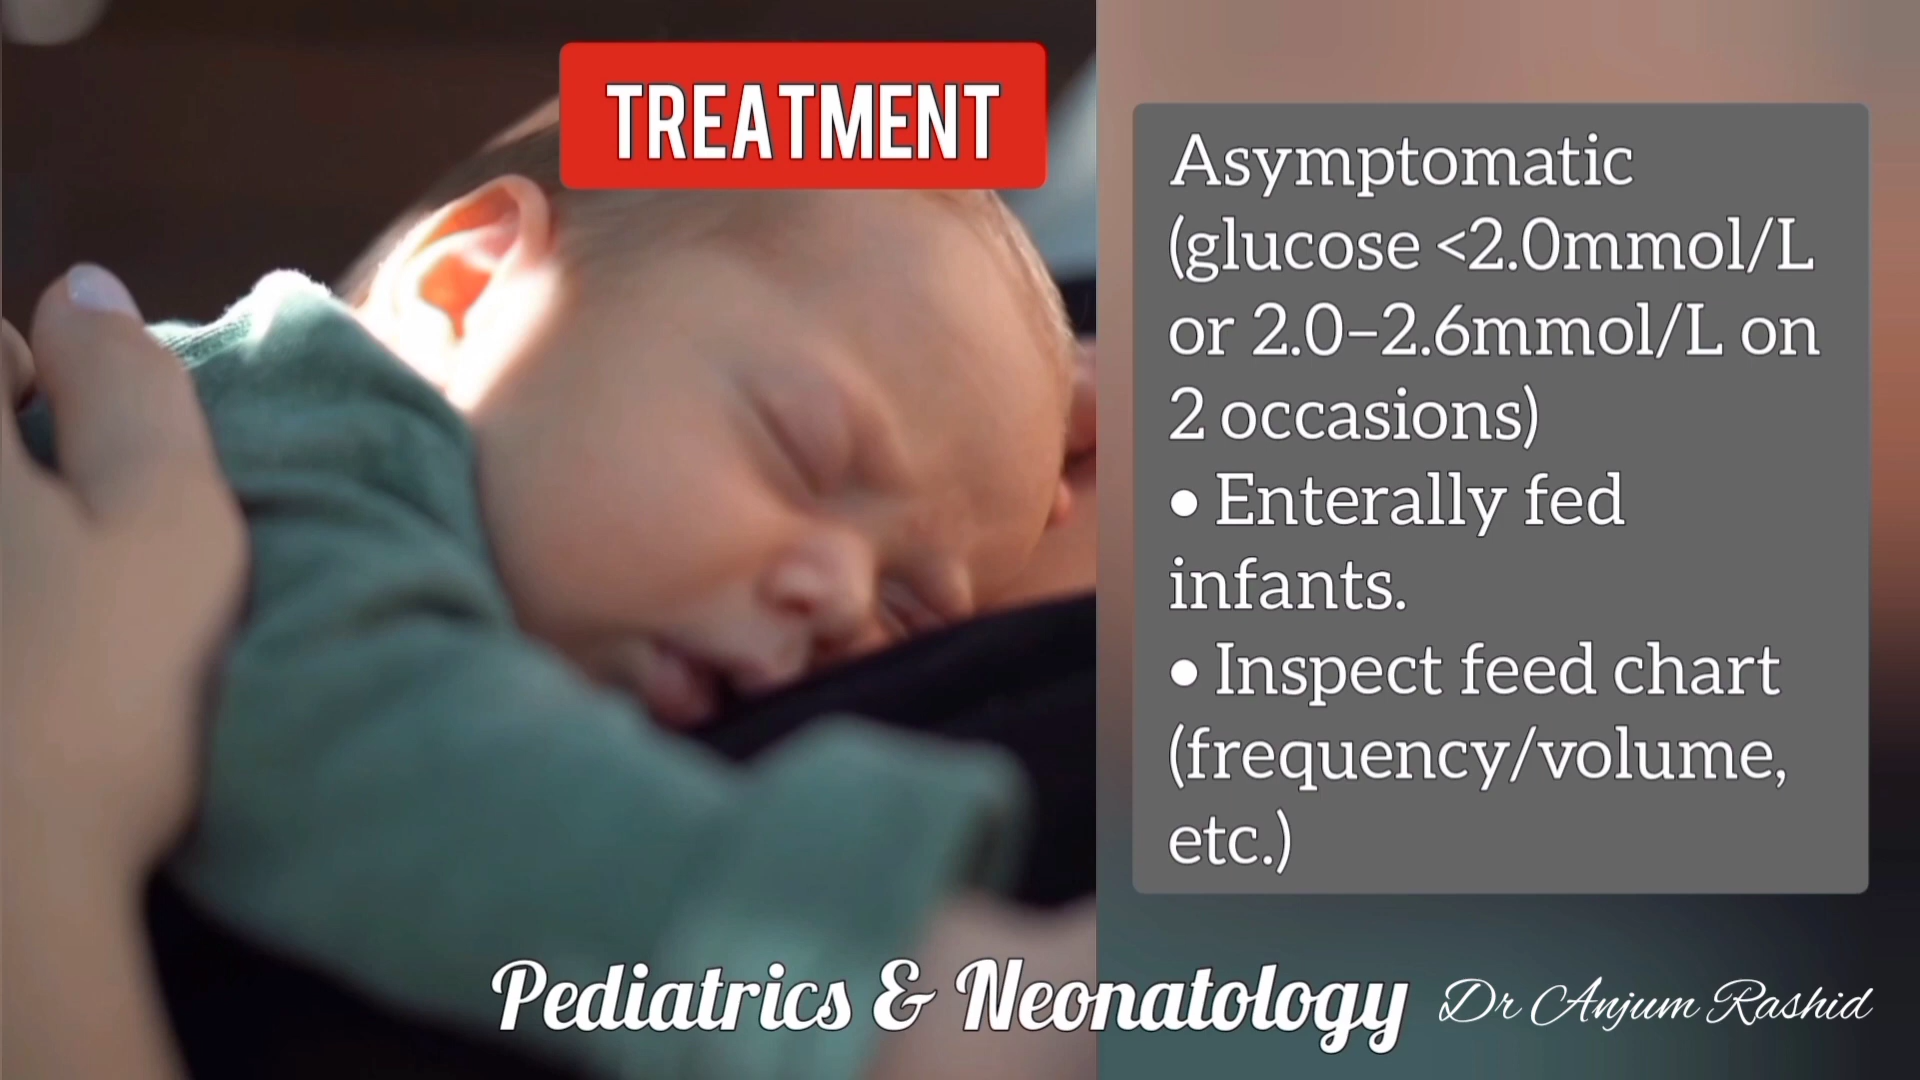 TREATMENT
Asymptomatic
(glucose <2.0mmol/L
or 2.0–2.6mmol/L on
2 occasions)
• Enterally fed
infants.
• Inspect feed chart
(frequency/volume,
etc.)
Pediatrics & Neonatology
Dr Anjum Rashid